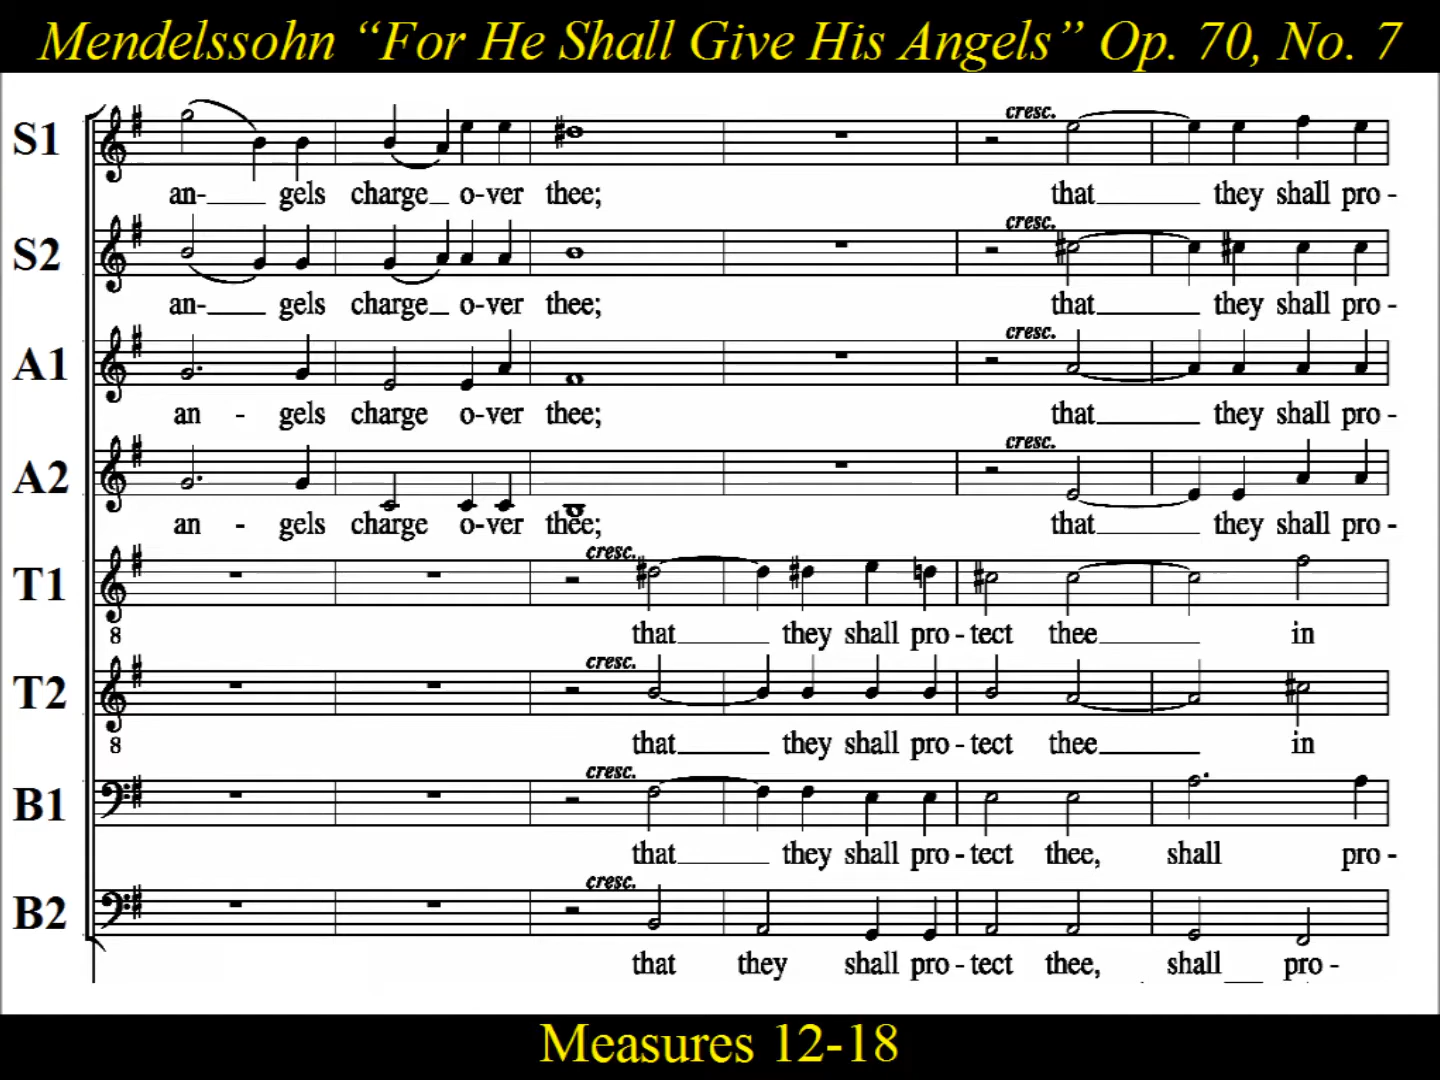 Mendelssohn “For He Shall Give His Angels” Op. 70, No. 7
cresc.
S1
an- gels charge o-ver thee; that they shall pro-
cresc.
S2
an- gels charge o-ver thee; that they shall pro-
cresc.
A1
an - gels charge o-ver thee; that they shall pro-
cresc.
A2
an - gels charge o-ver thee; that they shall pro-
cresc.
T1
8 that they shall pro-tect thee in
cresc.
T2
8 that they shall pro-tect thee in
cresc.
B1
that they shall pro-tect thee, shall pro-
cresc.
B2
that they shall pro-tect thee, shall pro-
Measures 12-18